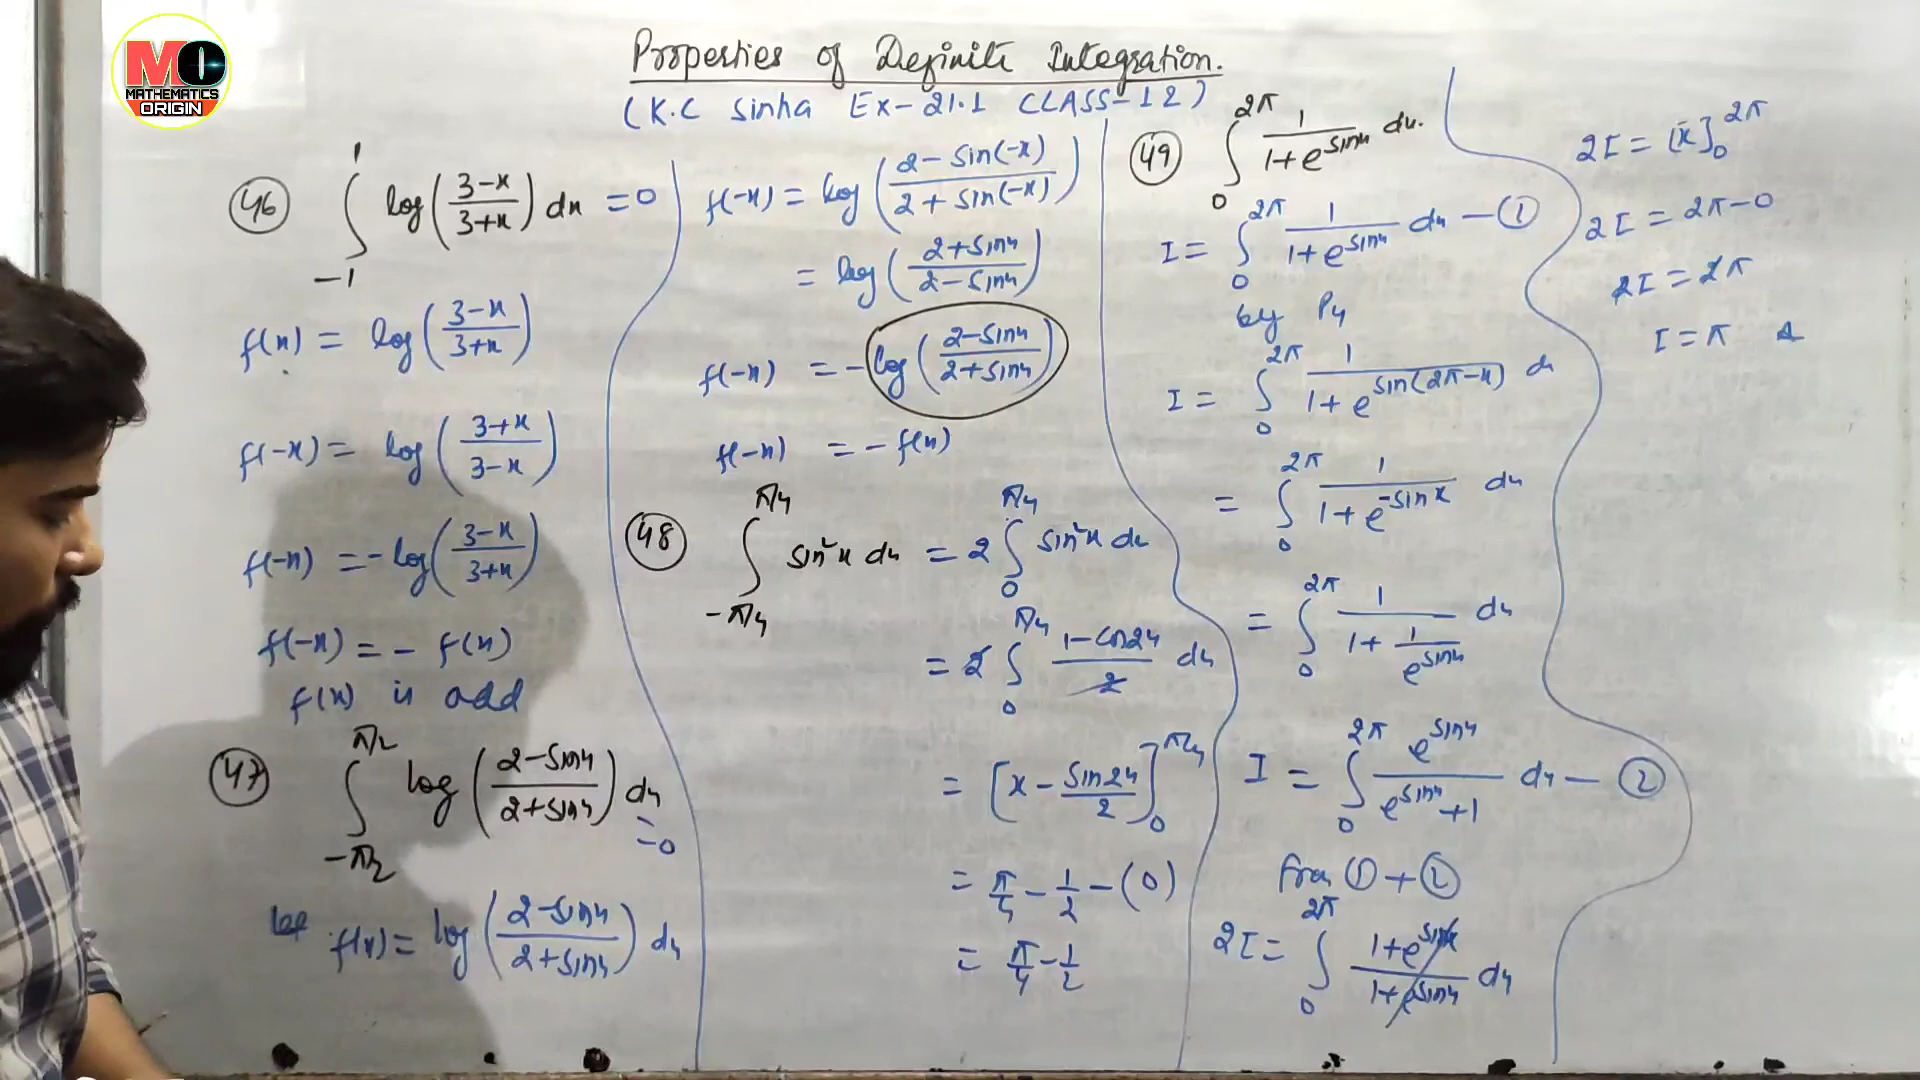 MO
MATHEMATICS
ORIGIN
Properties of Definite Integration.
(K.C Sinha Ex-21.1 CLASS-12)
(46) ∫_{-1}^{1} log((3-x)/(3+x)) dx = 0
f(x) = log((3-x)/(3+x))
f(-x) = log((3+x)/(3-x))
f(-x) = -log((3-x)/(3+x))
f(-x) = - f(x)
f(x) is odd
(47) ∫_{-π/2}^{π/2} log((2-sinx)/(2+sinx)) dx = 0
let f(x) = log((2-sinx)/(2+sinx)) dx
f(-x) = log((2-sin(-x))/(2+sin(-x)))
= log((2+sinx)/(2-sinx))
f(-x) = -log((2-sinx)/(2+sinx))
f(-x) = - f(x)
(48) ∫_{-π/4}^{π/4} sin²x dx = 2 ∫_{0}^{π/4} sin²x dx
= 2 ∫_{0}^{π/4} (1-cos2x)/2 dx
= [x - sin2x/2]_{0}^{π/4}
= π/4 - 1/2 - (0)
= π/4 - 1/2
(49) ∫_{0}^{2π} 1/(1+e^{sinx}) dx.
I = ∫_{0}^{2π} 1/(1+e^{sinx}) dx — (1)
by P4
I = ∫_{0}^{2π} 1/(1+e^{sin(2π-x)}) dx
= ∫_{0}^{2π} 1/(1+e^{-sinx}) dx
= ∫_{0}^{2π} 1/(1+1/e^{sinx}) dx
I = ∫_{0}^{2π} e^{sinx}/(e^{sinx}+1) dx — (2)
From (1) + (2)
2I = ∫_{0}^{2π} (1+e^{sinx})/(1+e^{sinx}) dx
2I = [x]_{0}^{2π}
2I = 2π-0
2I = 2π
I = π